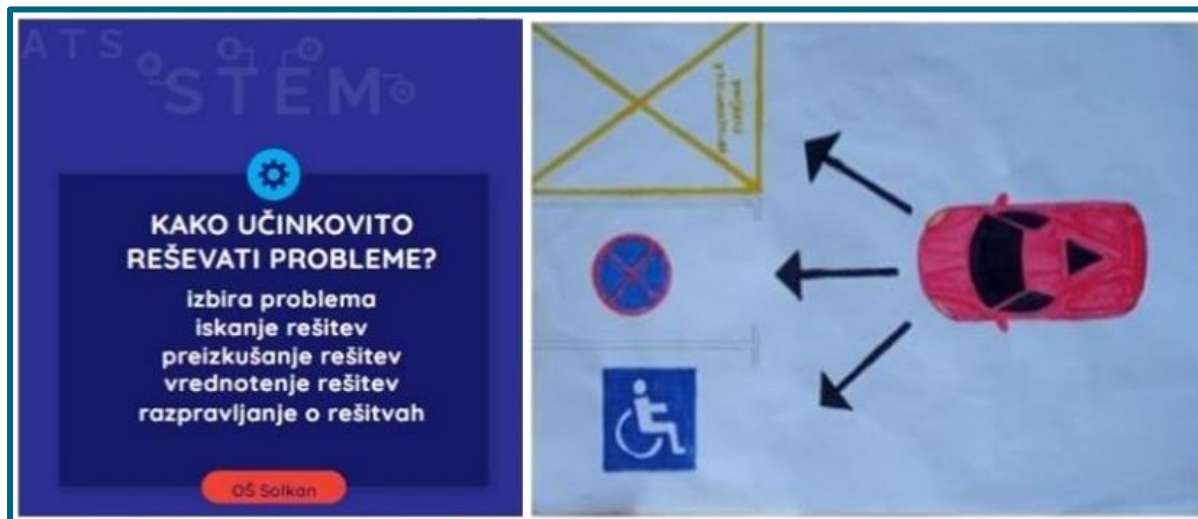 ATS
STEM
KAKO UČINKOVITO
REŠEVATI PROBLEME?
izbira problema
iskanje rešitev
preizkušanje rešitev
vrednotenje rešitev
razpravljanje o rešitvah
OŠ Solkan